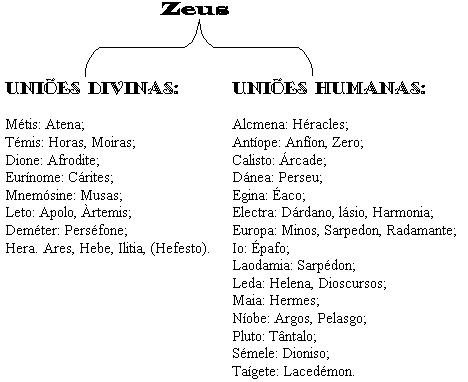 Zeus
UNIÕES DIVINAS:
Métis: Atena;
Témis: Horas, Moiras;
Dione: Afrodite;
Eurínome: Cárites;
Mnemósine: Musas;
Leto: Apolo, Àrtemis;
Deméter: Perséfone;
Hera. Ares, Hebe, Ilitia, (Hefesto).
UNIÕES HUMANAS:
Alcmena: Héracles;
Antíope: Anfíon, Zero;
Calisto: Árcade;
Dánea: Perseu;
Egina: Éaco;
Electra: Dárdano, lásio, Harmonia;
Europa: Minos, Sarpedon, Radamante;
Io: Épafo;
Laodamia: Sarpédon;
Leda: Helena, Dioscursos;
Maia: Hermes;
Níobe: Argos, Pelasgo;
Pluto: Tântalo;
Sémele: Dioniso;
Taígete: Lacedémon.